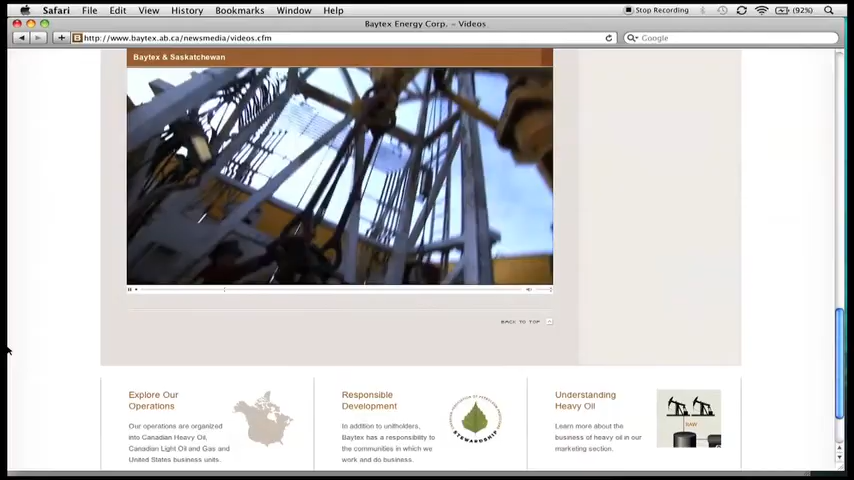 Safari File Edit View History Bookmarks Window Help Stop Recording (92%)
Baytex Energy Corp. – Videos
http://www.baytex.ab.ca/newsmedia/videos.cfm Google
Baytex & Saskatchewan
BACK TO TOP
Explore Our
Operations
Our operations are organized
into Canadian Heavy Oil,
Canadian Light Oil and Gas and
United States business units.
Responsible
Development
In addition to unitholders,
Baytex has a responsibility to
the communities in which we
work and do business.
STEWARDSHIP
Understanding
Heavy Oil
Learn more about the
business of heavy oil in our
marketing section.
RAW